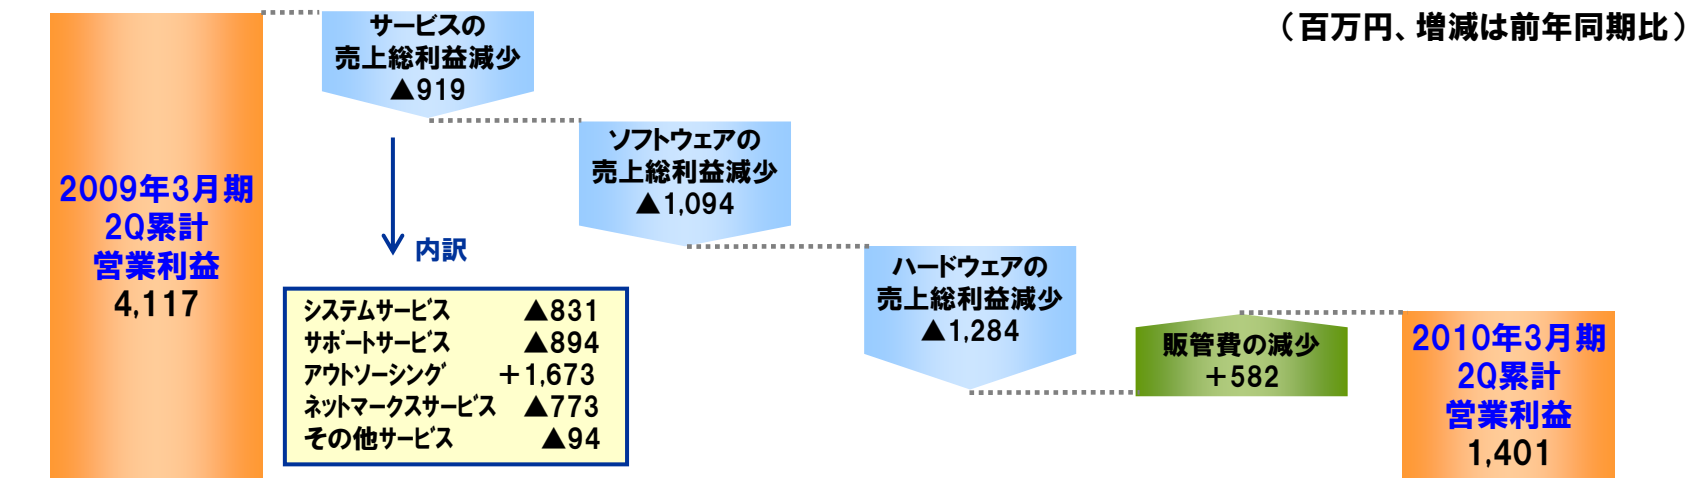 （百万円、増減は前年同期比）
2009年3月期
2Q累計
営業利益
4,117
サービスの
売上総利益減少
▲919
内訳
システムサービス ▲831
サポートサービス ▲894
アウトソーシング ＋1,673
ネットマークスサービス ▲773
その他サービス ▲94
ソフトウェアの
売上総利益減少
▲1,094
ハードウェアの
売上総利益減少
▲1,284
販管費の減少
＋582
2010年3月期
2Q累計
営業利益
1,401